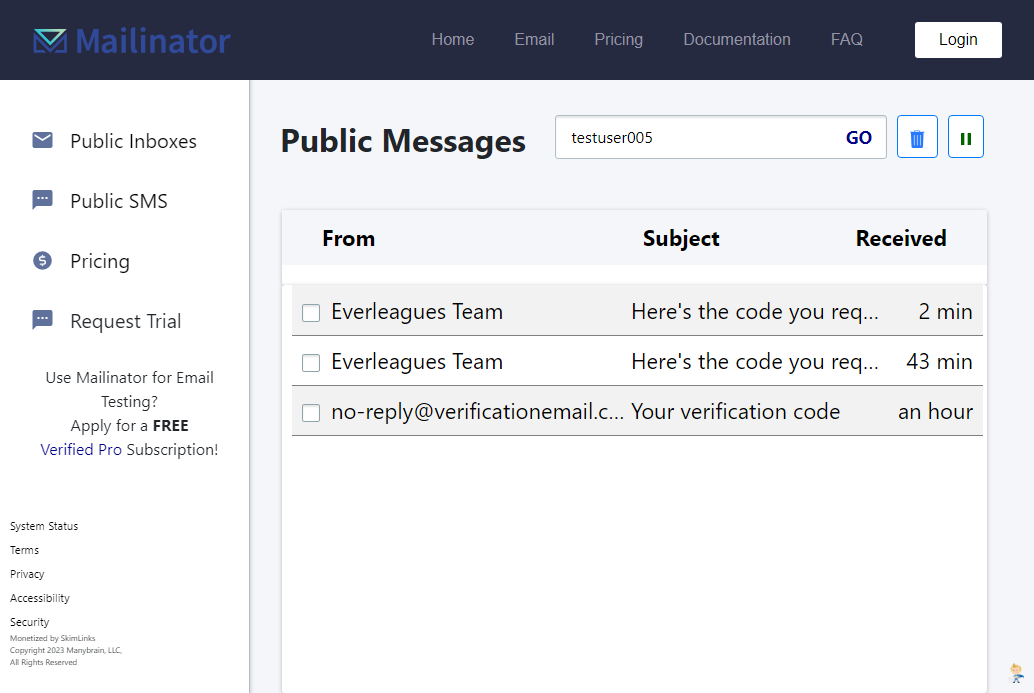 Mailinator
Home Email Pricing Documentation FAQ Login
Public Inboxes
Public SMS
Pricing
Request Trial
Use Mailinator for Email
Testing?
Apply for a FREE
Verified Pro Subscription!
System Status
Terms
Privacy
Accessibility
Security
Monetized by SkimLinks
Copyright 2023 Manybrain, LLC,
All Rights Reserved
Public Messages testuser005 GO
From Subject Received
Everleagues Team Here's the code you req... 2 min
Everleagues Team Here's the code you req... 43 min
no-reply@verificationemail.c... Your verification code an hour